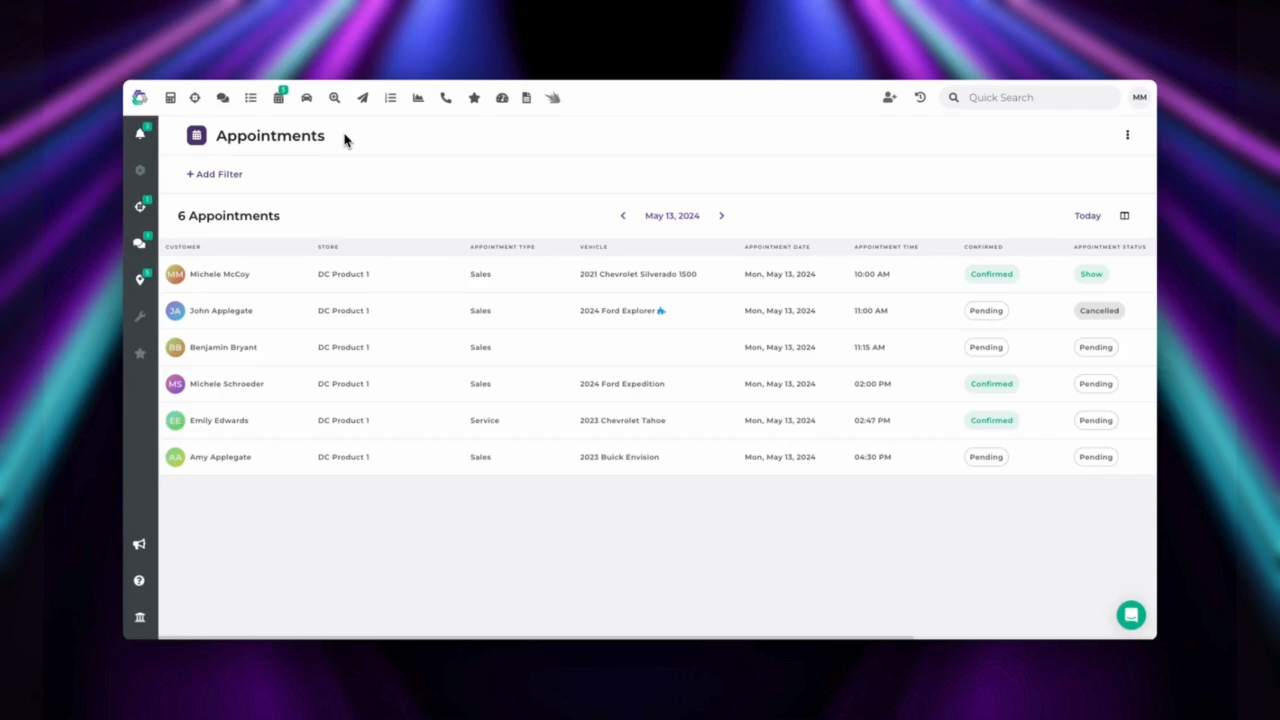 5
Quick Search
MM
3
Appointments
+ Add Filter
1
6 Appointments
May 13, 2024
Today
1
CUSTOMER STORE APPOINTMENT TYPE VEHICLE APPOINTMENT DATE APPOINTMENT TIME CONFIRMED APPOINTMENT STATUS
MM Michele McCoy DC Product 1 Sales 2021 Chevrolet Silverado 1500 Mon, May 13, 2024 10:00 AM Confirmed Show
5
JA John Applegate DC Product 1 Sales 2024 Ford Explorer Mon, May 13, 2024 11:00 AM Pending Cancelled
BB Benjamin Bryant DC Product 1 Sales Mon, May 13, 2024 11:15 AM Pending Pending
MS Michele Schroeder DC Product 1 Sales 2024 Ford Expedition Mon, May 13, 2024 02:00 PM Confirmed Pending
EE Emily Edwards DC Product 1 Service 2023 Chevrolet Tahoe Mon, May 13, 2024 02:47 PM Confirmed Pending
AA Amy Applegate DC Product 1 Sales 2023 Buick Envision Mon, May 13, 2024 04:30 PM Pending Pending